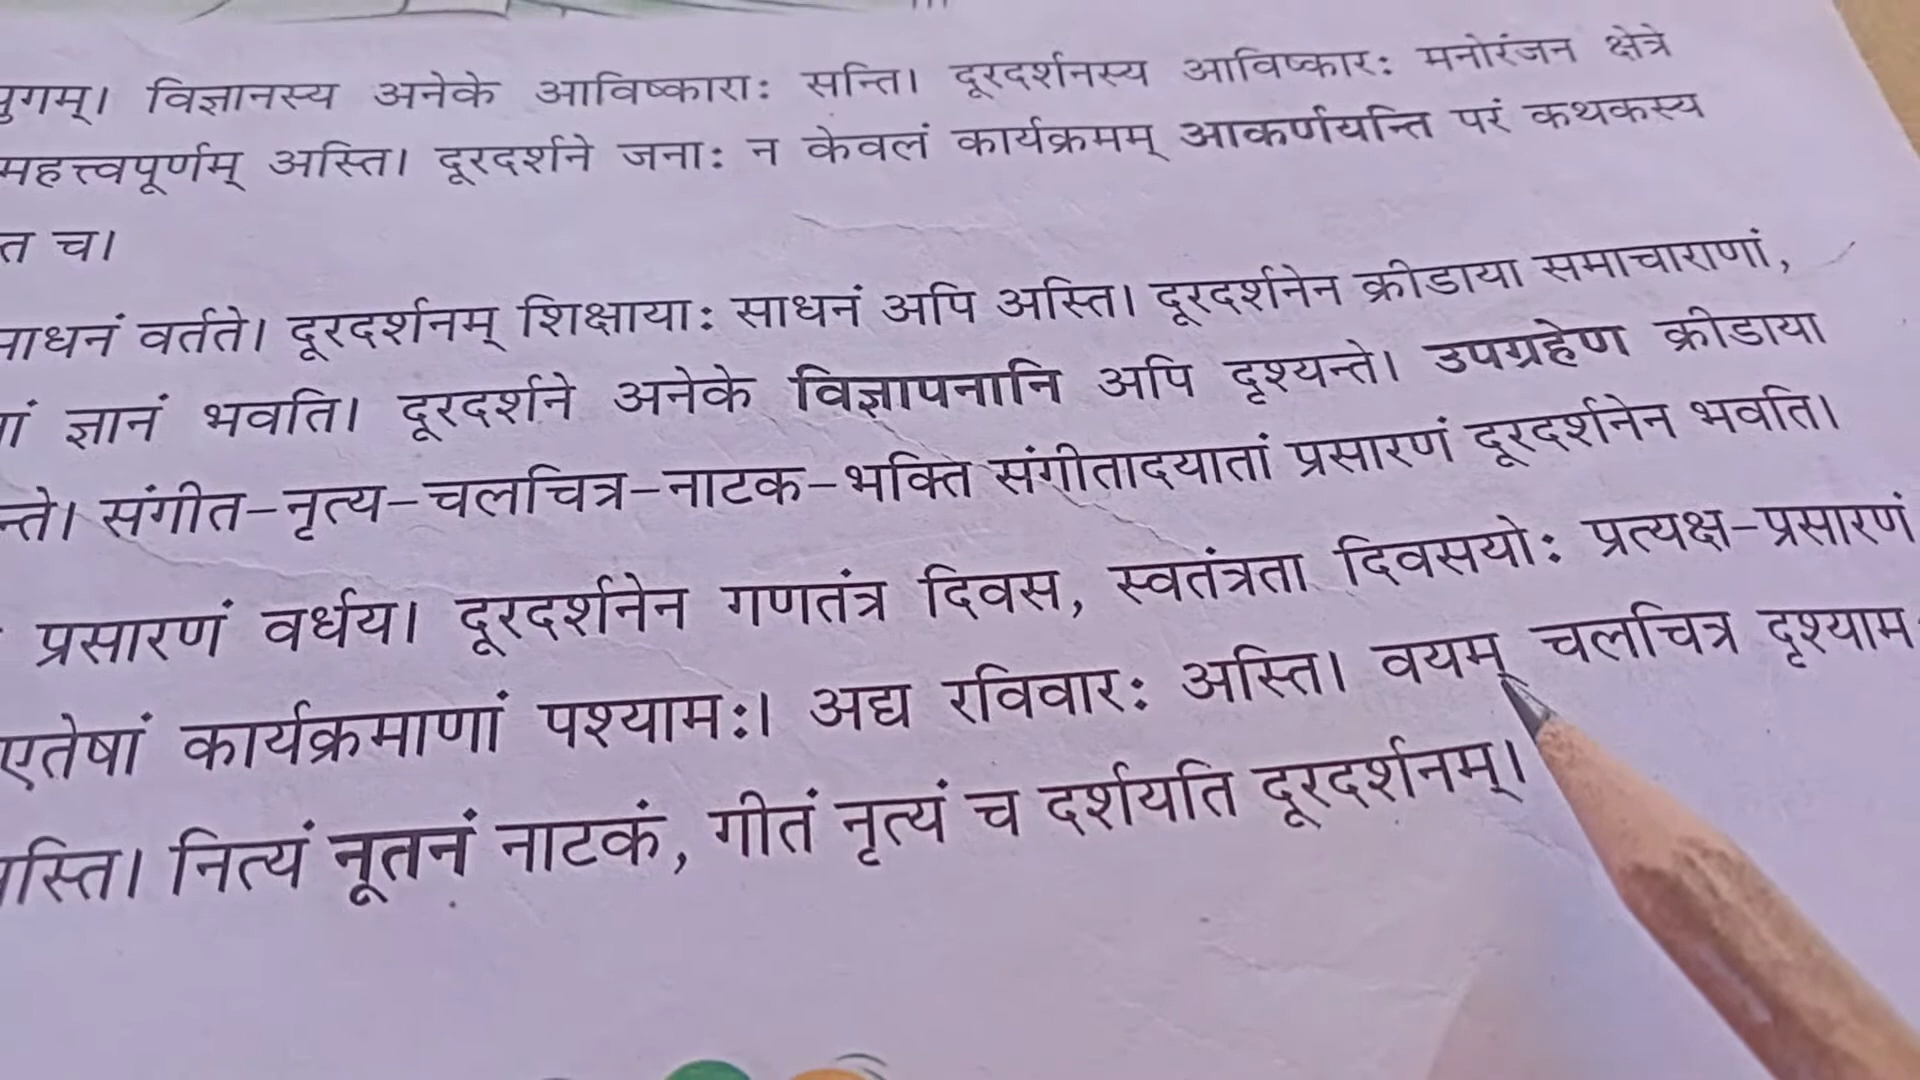 युगम्। विज्ञानस्य अनेके आविष्काराः सन्ति। दूरदर्शनस्य आविष्कारः मनोरंजन क्षेत्रे
महत्त्वपूर्णम् अस्ति। दूरदर्शने जनाः न केवलं कार्यक्रमम् आकर्णयन्ति परं कथकस्य
च।
साधनं वर्तते। दूरदर्शनम् शिक्षायाः साधनं अपि अस्ति। दूरदर्शनेन क्रीडाया समाचाराणां,
ज्ञानं भवति। दूरदर्शने अनेके विज्ञापनानि अपि दृश्यन्ते। उपग्रहेण क्रीडाया
संगीत-नृत्य-चलचित्र-नाटक-भक्ति संगीतादयातां प्रसारणं दूरदर्शनेन भवति।
प्रसारणं वर्धय। दूरदर्शनेन गणतंत्र दिवस, स्वतंत्रता दिवसयोः प्रत्यक्ष-प्रसारणं
एतेषां कार्यक्रमाणां पश्यामः। अद्य रविवारः अस्ति। वयम् चलचित्र दृश्याम
अस्ति। नित्यं नूतनं नाटकं, गीतं नृत्यं च दर्शयति दूरदर्शनम्।